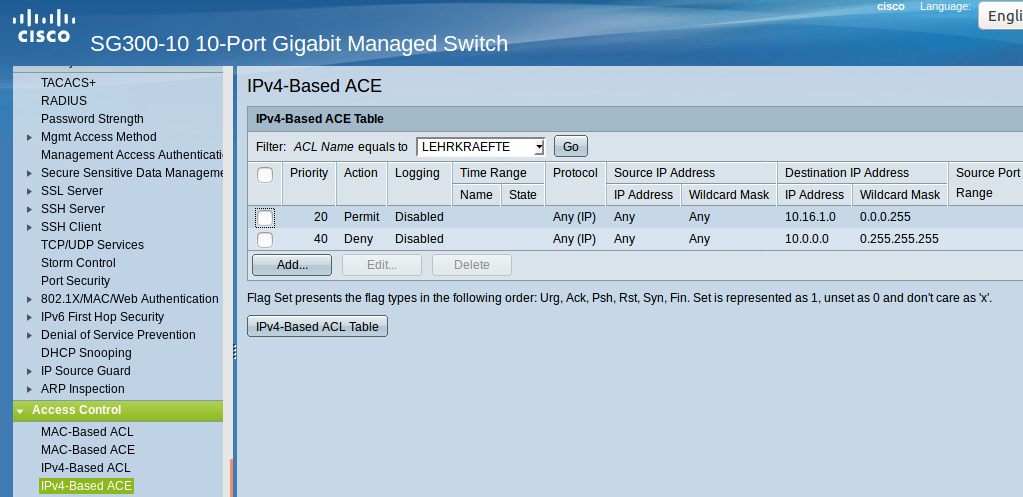 cisco Language: Engli
CISCO SG300-10 10-Port Gigabit Managed Switch
TACACS+
RADIUS
Password Strength
Mgmt Access Method
Management Access Authenticati
Secure Sensitive Data Manageme
SSL Server
SSH Server
SSH Client
TCP/UDP Services
Storm Control
Port Security
802.1X/MAC/Web Authentication
IPv6 First Hop Security
Denial of Service Prevention
DHCP Snooping
IP Source Guard
ARP Inspection
Access Control
MAC-Based ACL
MAC-Based ACE
IPv4-Based ACL
IPv4-Based ACE
IPv4-Based ACE
IPv4-Based ACE Table
Filter: ACL Name equals to LEHRKRAEFTE Go
Priority Action Logging Time Range Protocol Source IP Address Destination IP Address Source Port
Name State IP Address Wildcard Mask IP Address Wildcard Mask Range
20 Permit Disabled Any (IP) Any Any 10.16.1.0 0.0.0.255
40 Deny Disabled Any (IP) Any Any 10.0.0.0 0.255.255.255
Add... Edit... Delete
Flag Set presents the flag types in the following order: Urg, Ack, Psh, Rst, Syn, Fin. Set is represented as 1, unset as 0 and don't care as 'x'.
IPv4-Based ACL Table